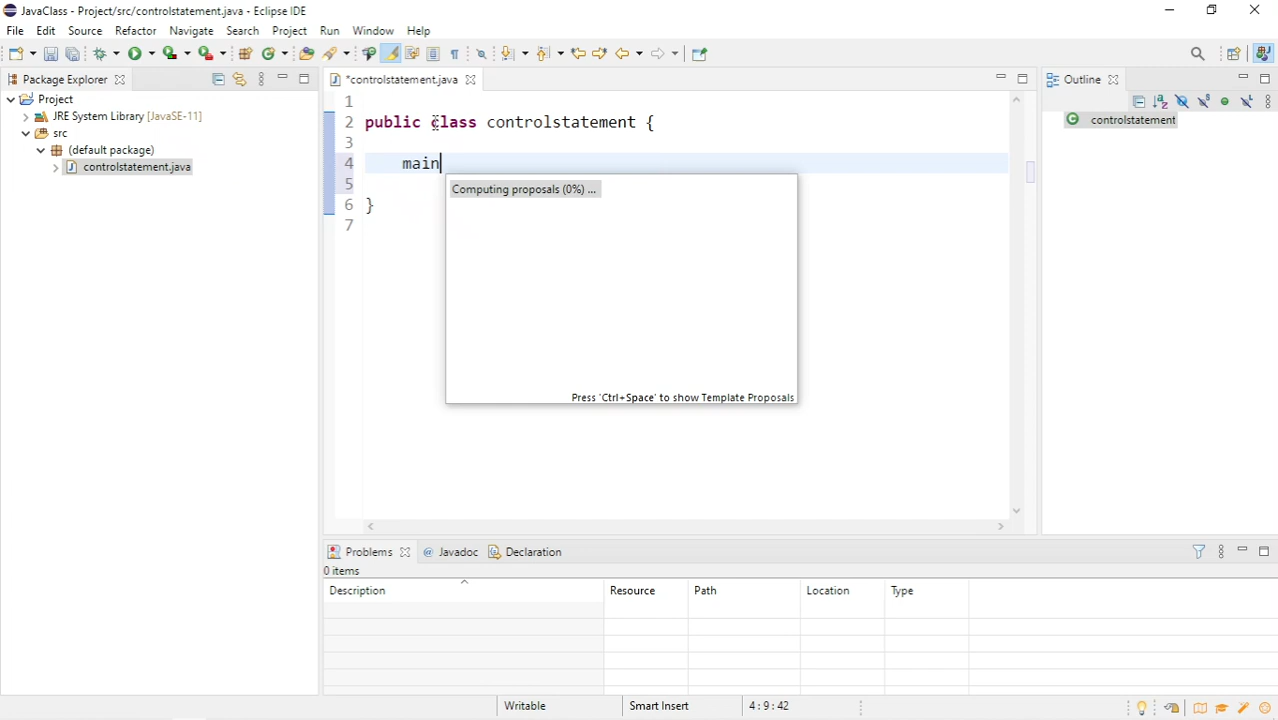 JavaClass - Project/src/controlstatement.java - Eclipse IDE
File Edit Source Refactor Navigate Search Project Run Window Help
Package Explorer
*controlstatement.java
Outline
Project
JRE System Library [JavaSE-11]
src
(default package)
controlstatement.java
1
2 public class controlstatement {
3
4 main
5
6 }
7
Computing proposals (0%) ...
Press 'Ctrl+Space' to show Template Proposals
controlstatement
Problems @ Javadoc Declaration
0 items
Description Resource Path Location Type
Writable Smart Insert 4 : 9 : 42